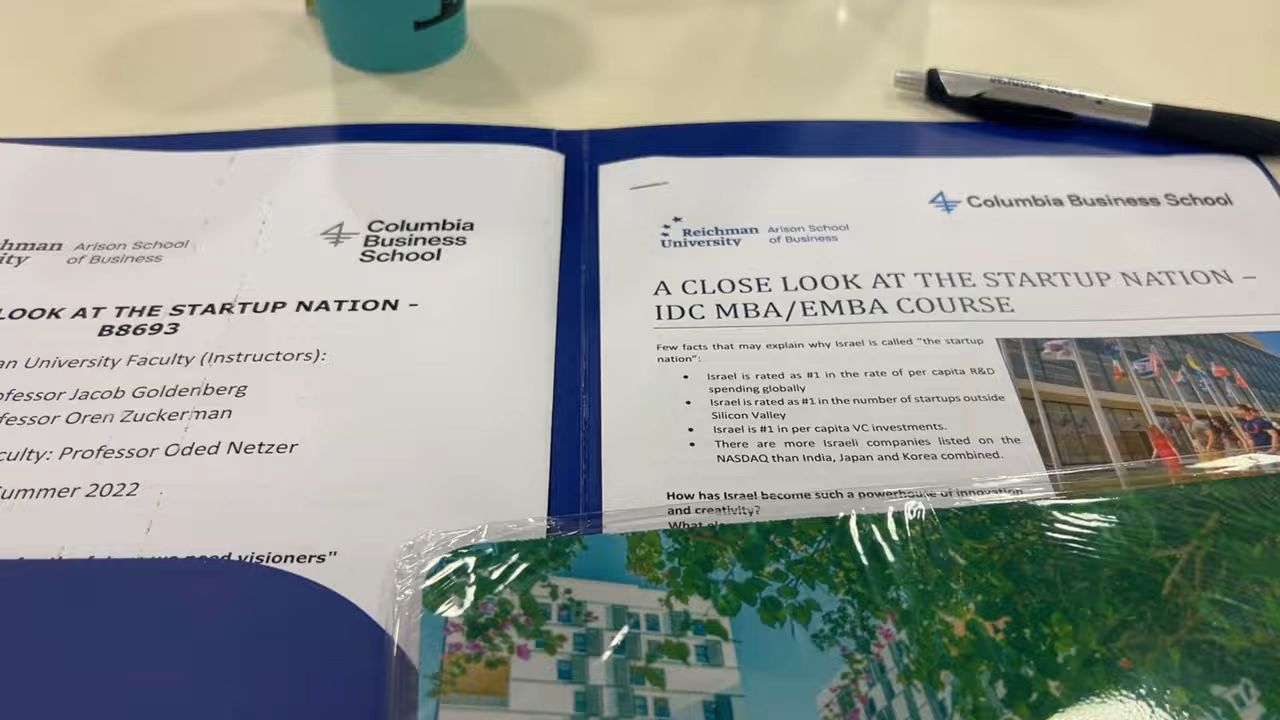 hman
ity
Arison School
of Business
Columbia
Business
School
LOOK AT THE STARTUP NATION -
B8693
an University Faculty (Instructors):
ofessor Jacob Goldenberg
fessor Oren Zuckerman
culty: Professor Oded Netzer
ummer 2022
need visioners"
Columbia Business School
Reichman
University
Arison School
of Business
A CLOSE LOOK AT THE STARTUP NATION –
IDC MBA/EMBA COURSE
Few facts that may explain why Israel is called "the startup
nation":
• Israel is rated as #1 in the rate of per capita R&D
spending globally
• Israel is rated as #1 in the number of startups outside
Silicon Valley
• Israel is #1 in per capita VC investments.
• There are more Israeli companies listed on the
NASDAQ than India, Japan and Korea combined.
How has Israel become such a powerhouse of innovation
and creativity?
What